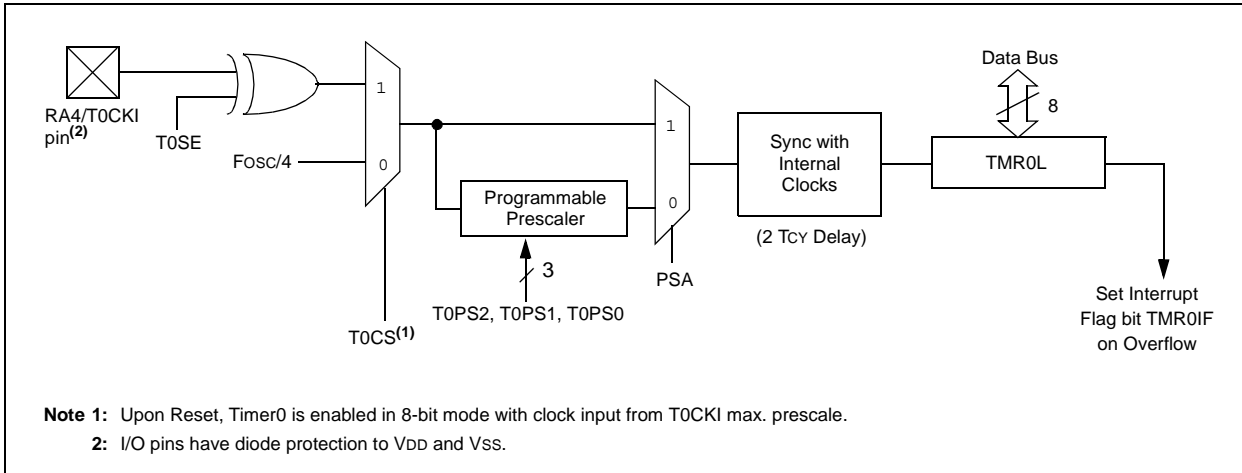 RA4/T0CKI
pin(2)
T0SE
FOSC/4
1
0
T0CS(1)
Programmable
Prescaler
3
T0PS2, T0PS1, T0PS0
1
0
PSA
Sync with
Internal
Clocks
(2 TCY Delay)
Data Bus
8
TMR0L
Set Interrupt
Flag bit TMR0IF
on Overflow
Note 1: Upon Reset, Timer0 is enabled in 8-bit mode with clock input from T0CKI max. prescale.
2: I/O pins have diode protection to VDD and VSS.